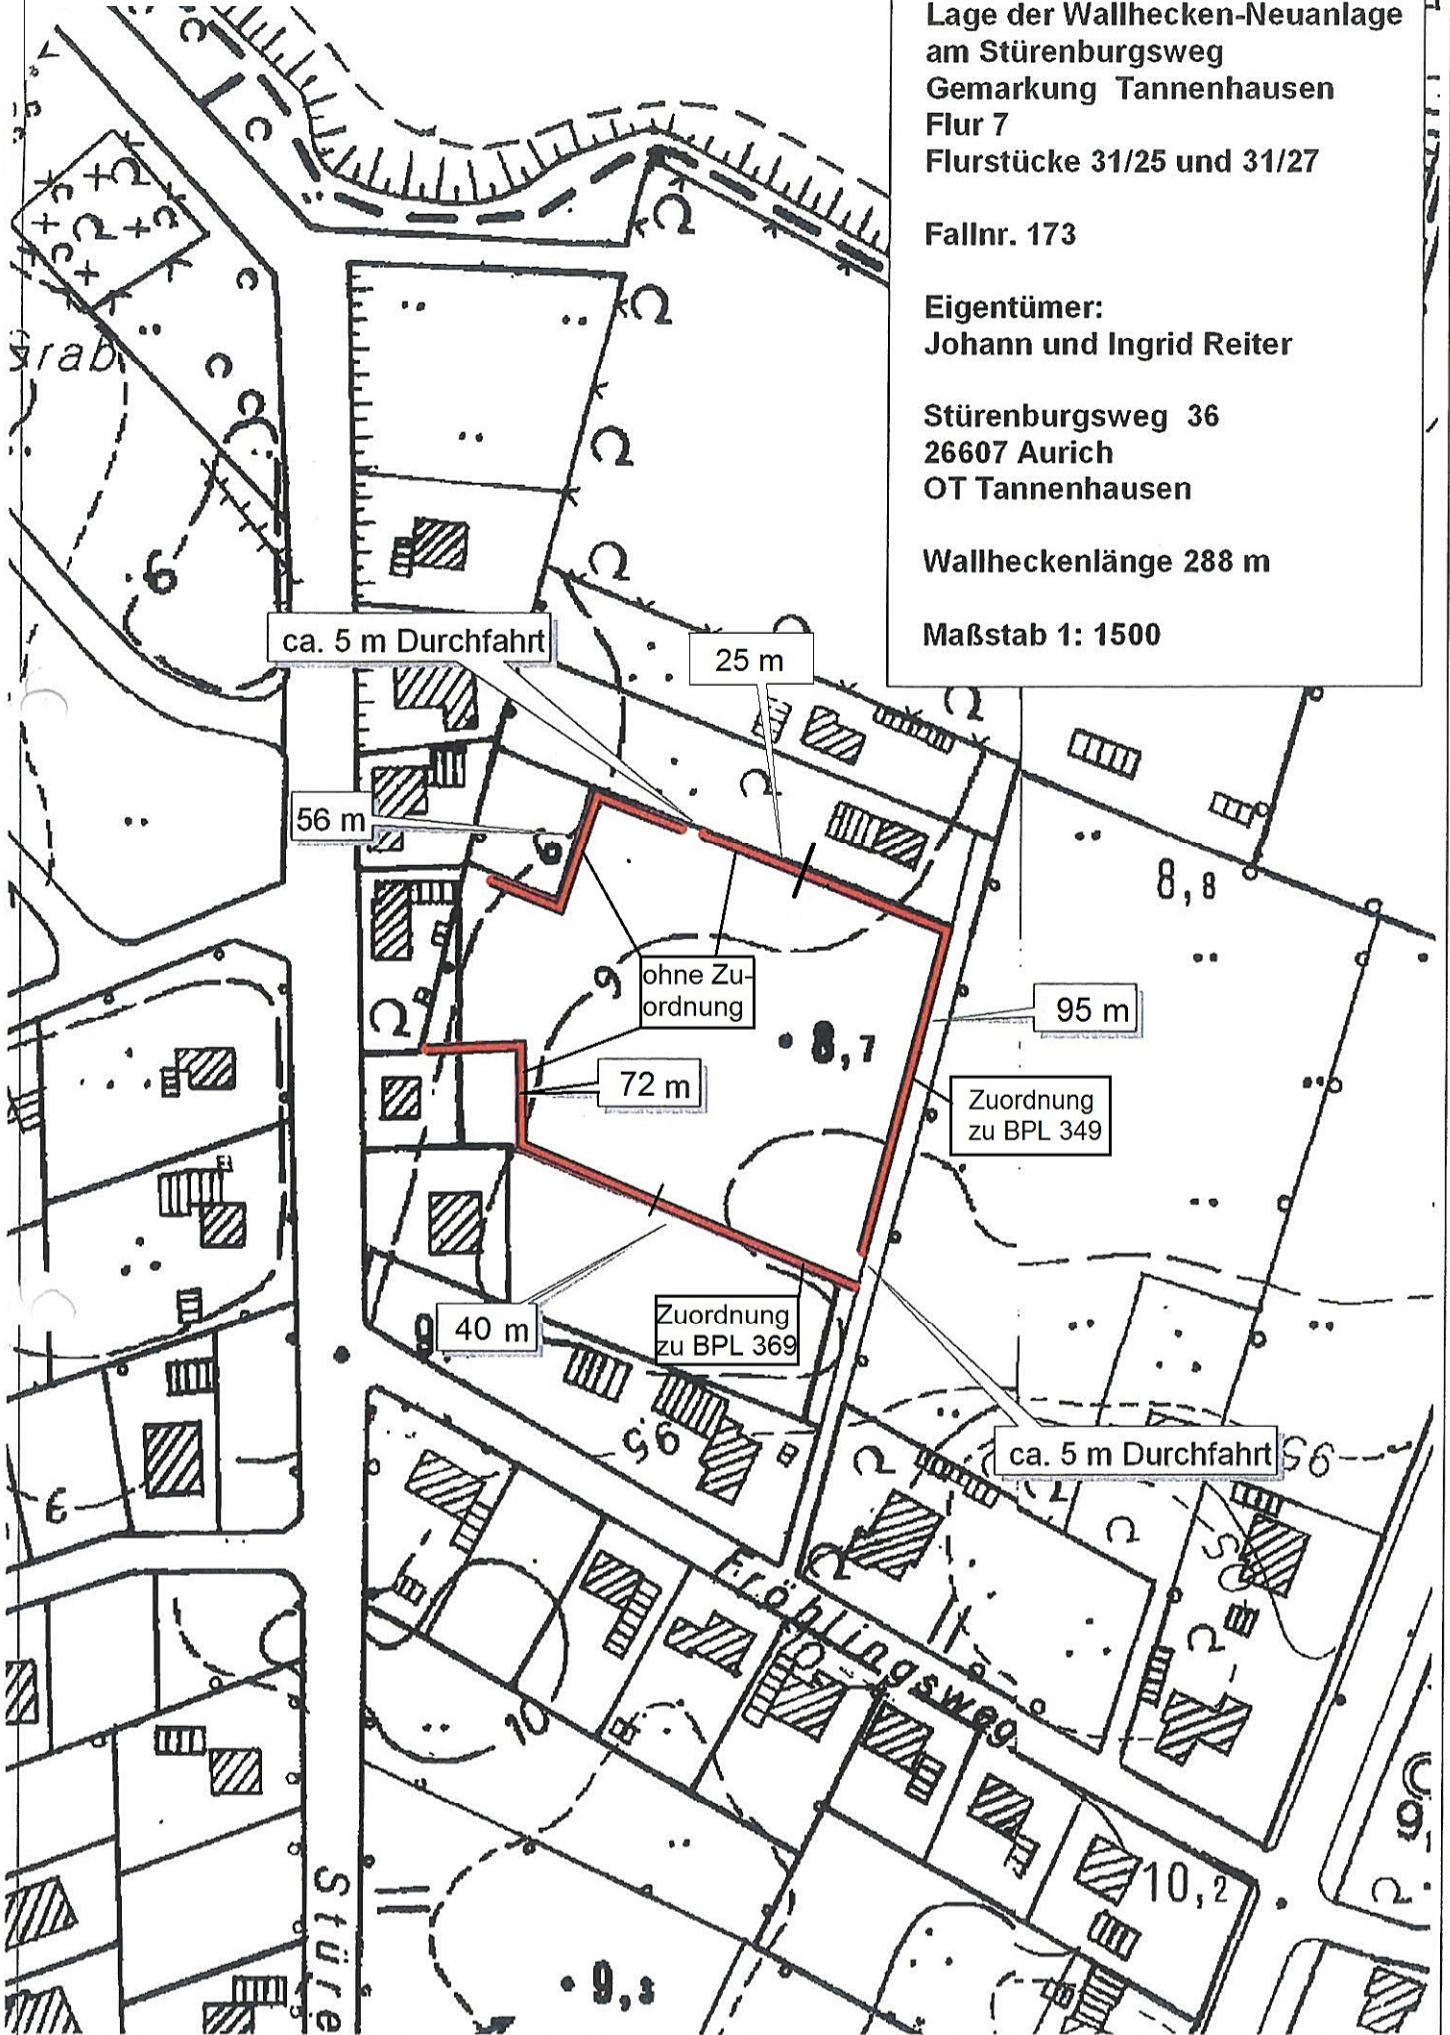 Lage der Wallhecken-Neuanlage
am Stürenburgsweg
Gemarkung Tannenhausen
Flur 7
Flurstücke 31/25 und 31/27
Fallnr. 173
Eigentümer:
Johann und Ingrid Reiter
Stürenburgsweg 36
26607 Aurich
OT Tannenhausen
Wallheckenlänge 288 m
Maßstab 1: 1500
ca. 5 m Durchfahrt
25 m
56 m
8,8
ohne Zu-
ordnung
8,7
95 m
72 m
Zuordnung
zu BPL 349
40 m
Zuordnung
zu BPL 369
ca. 5 m Durchfahrt
Fröhlingsweg
10
10,2
Stüre
9,3